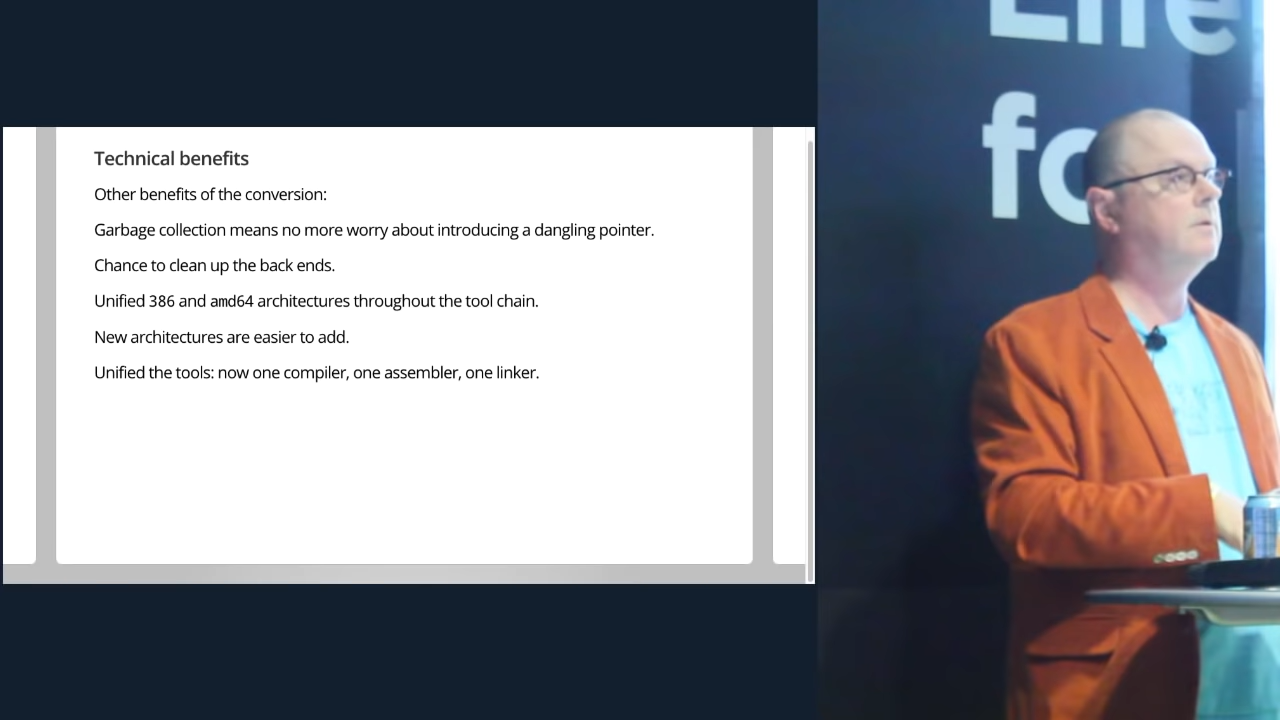 Technical benefits
Other benefits of the conversion:
Garbage collection means no more worry about introducing a dangling pointer.
Chance to clean up the back ends.
Unified 386 and amd64 architectures throughout the tool chain.
New architectures are easier to add.
Unified the tools: now one compiler, one assembler, one linker.
Life